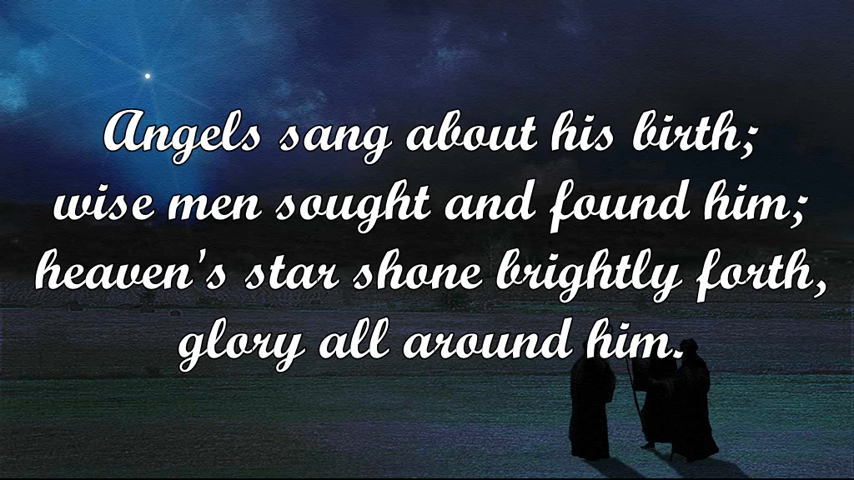 Angels sang about his birth;
wise men sought and found him;
heaven's star shone brightly forth,
glory all around him.